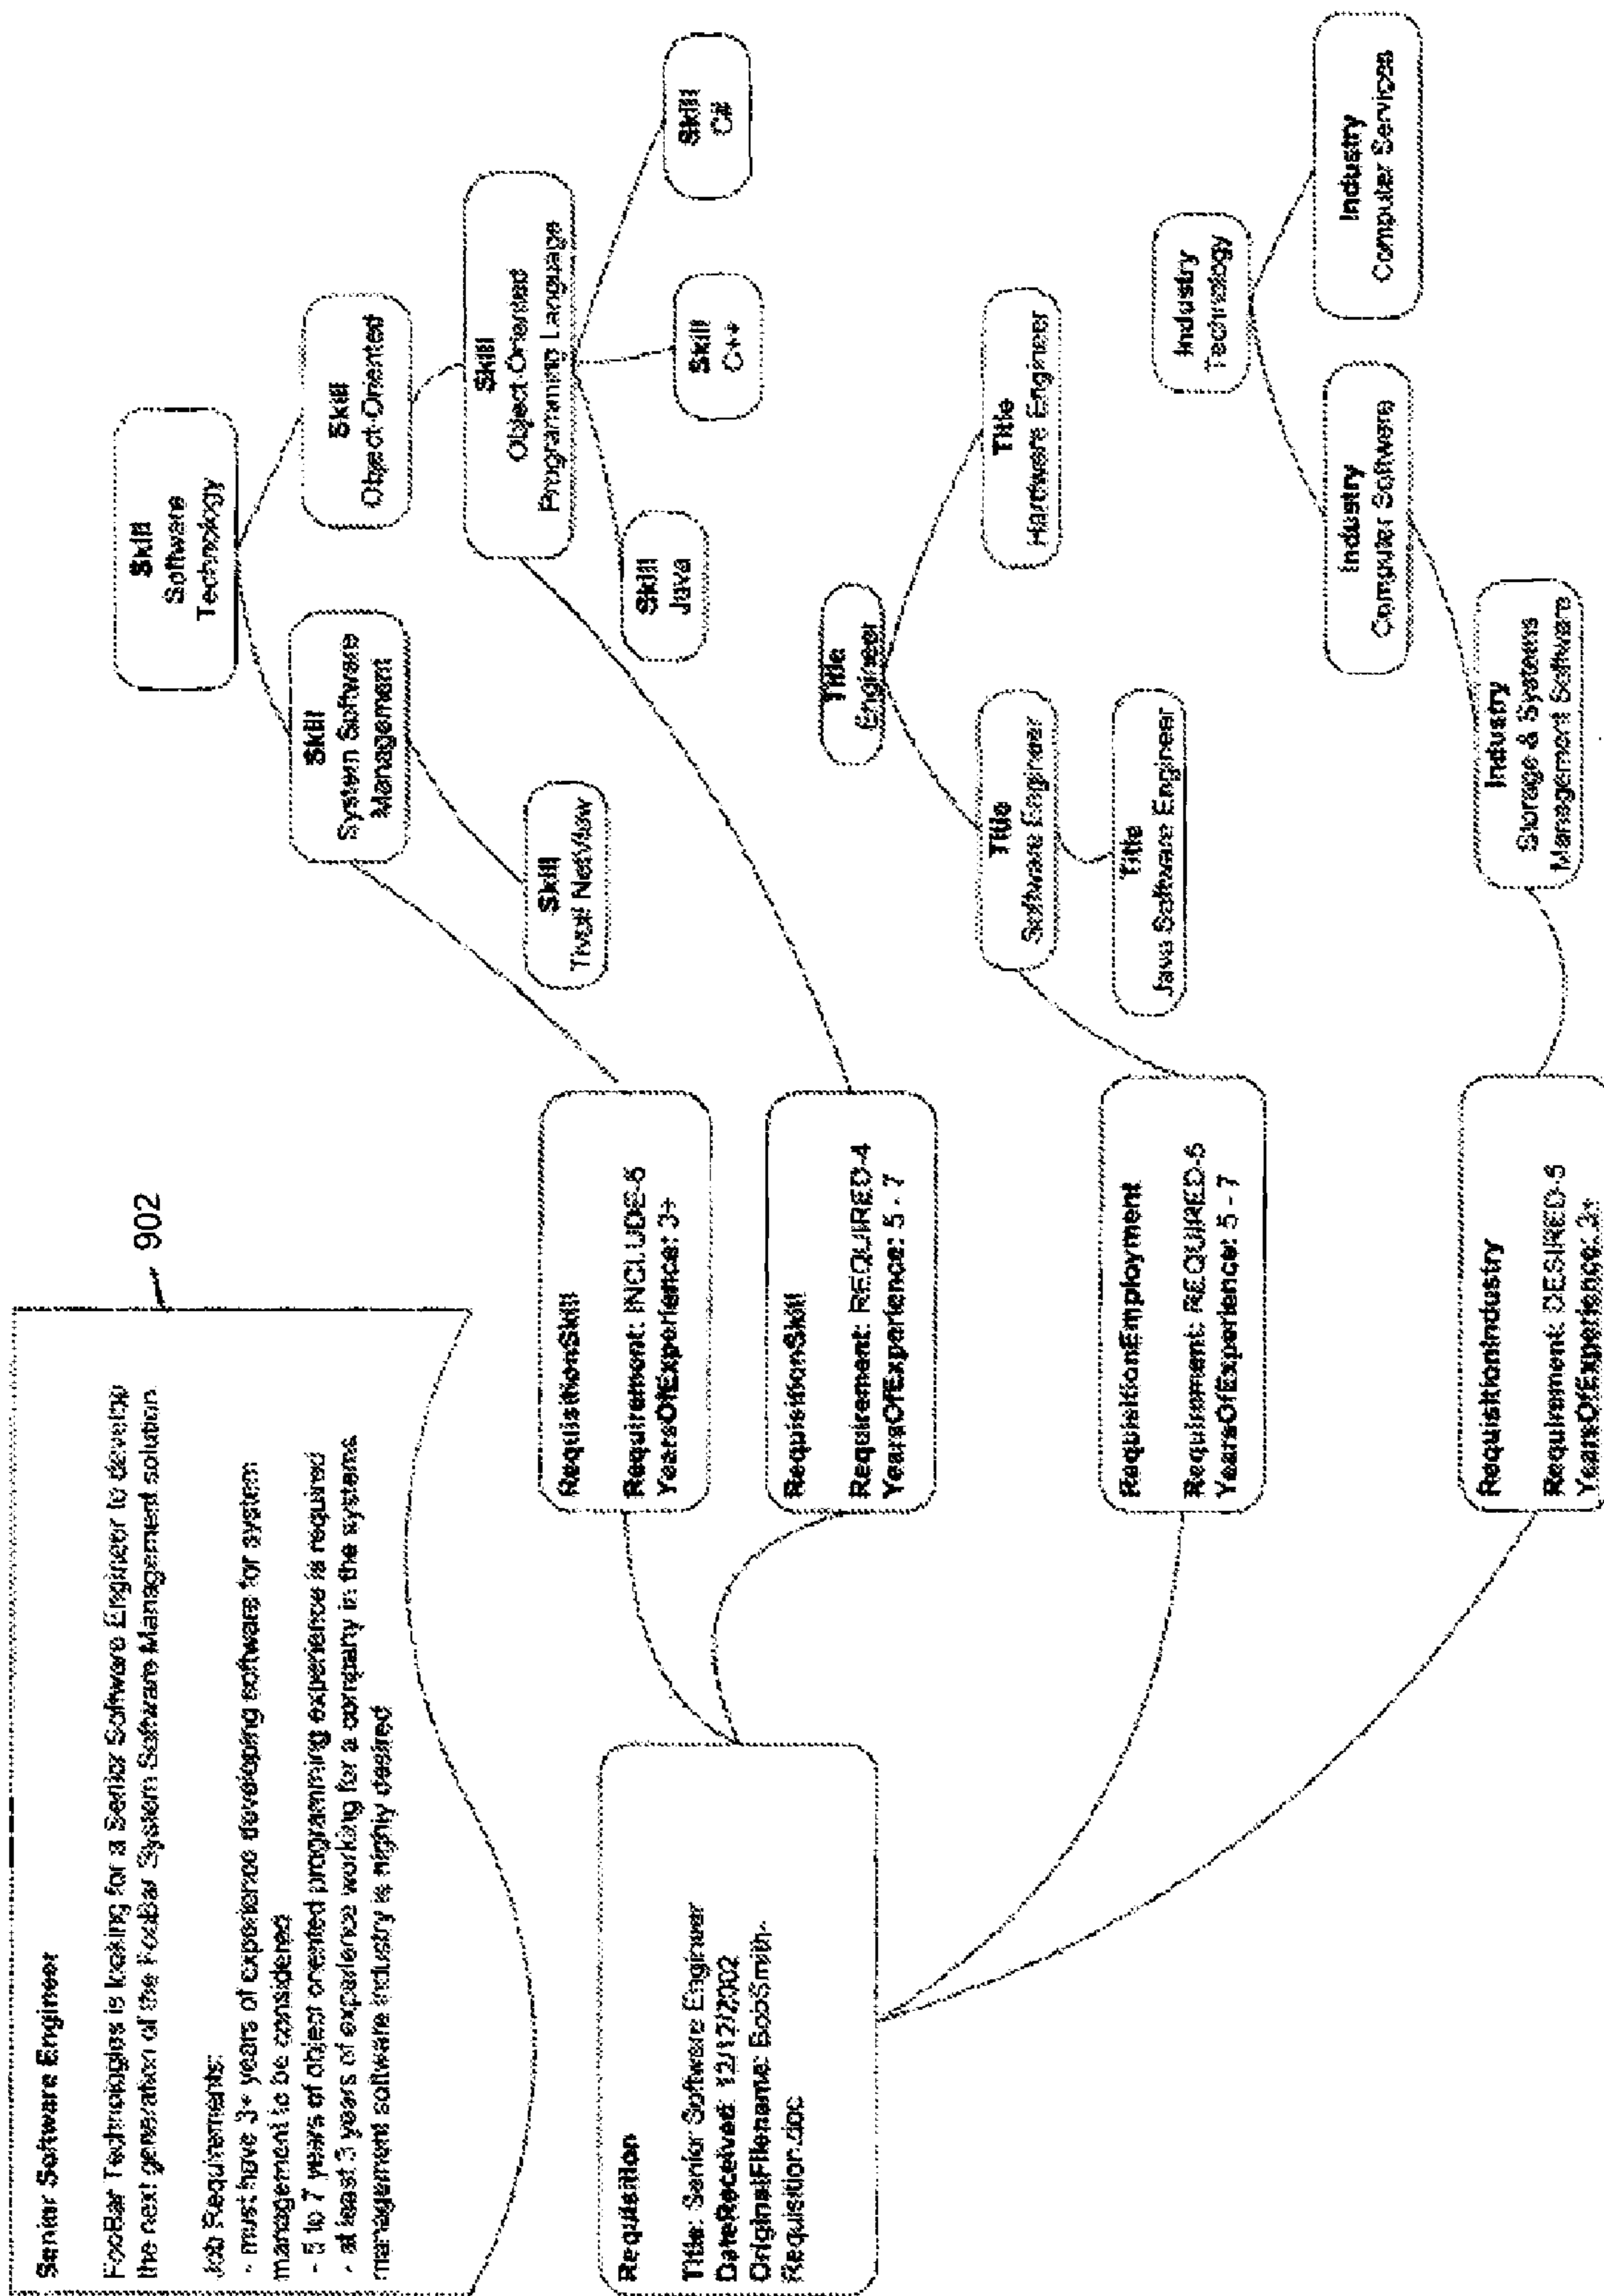 Senior Software Engineer
FooBar Technologies is looking for a Senior Software Engineer to develop
the next generation of the FooBar System Software Management solution
Job Requirements:
- must have 3+ years of experience developing software for system
management to be considered
- 5 to 7 years of object oriented programming experience is required
- at least 3 years of experience working for a company in the systems
management software industry is highly desired
902
Requisition
Title: Senior Software Engineer
DateReceived: 12/12/2002
OriginalFilename: BobSmith-
Requisition.doc
RequisitionSkill
Requirement: INCLUDE-5
YearsOfExperience: 3+
RequisitionSkill
Requirement: REQUIRED-4
YearsOfExperience: 5 - 7
RequisitionEmployment
Requirement: REQUIRED-5
YearsOfExperience: 5 - 7
RequisitionIndustry
Requirement: DESIRED-5
YearsOfExperience: 3+
Skill
Software
Technology
Skill
System Software
Management
Skill
Object-Oriented
Skill
Tivoli NetView
Skill
Object-Oriented
Programming Language
Skill
Java
Skill
C++
Skill
C#
Title
Engineer
Title
Software Engineer
Title
Hardware Engineer
Title
Java Software Engineer
Industry
Technology
Industry
Computer Software
Industry
Computer Services
Industry
Storage & Systems
Management Software